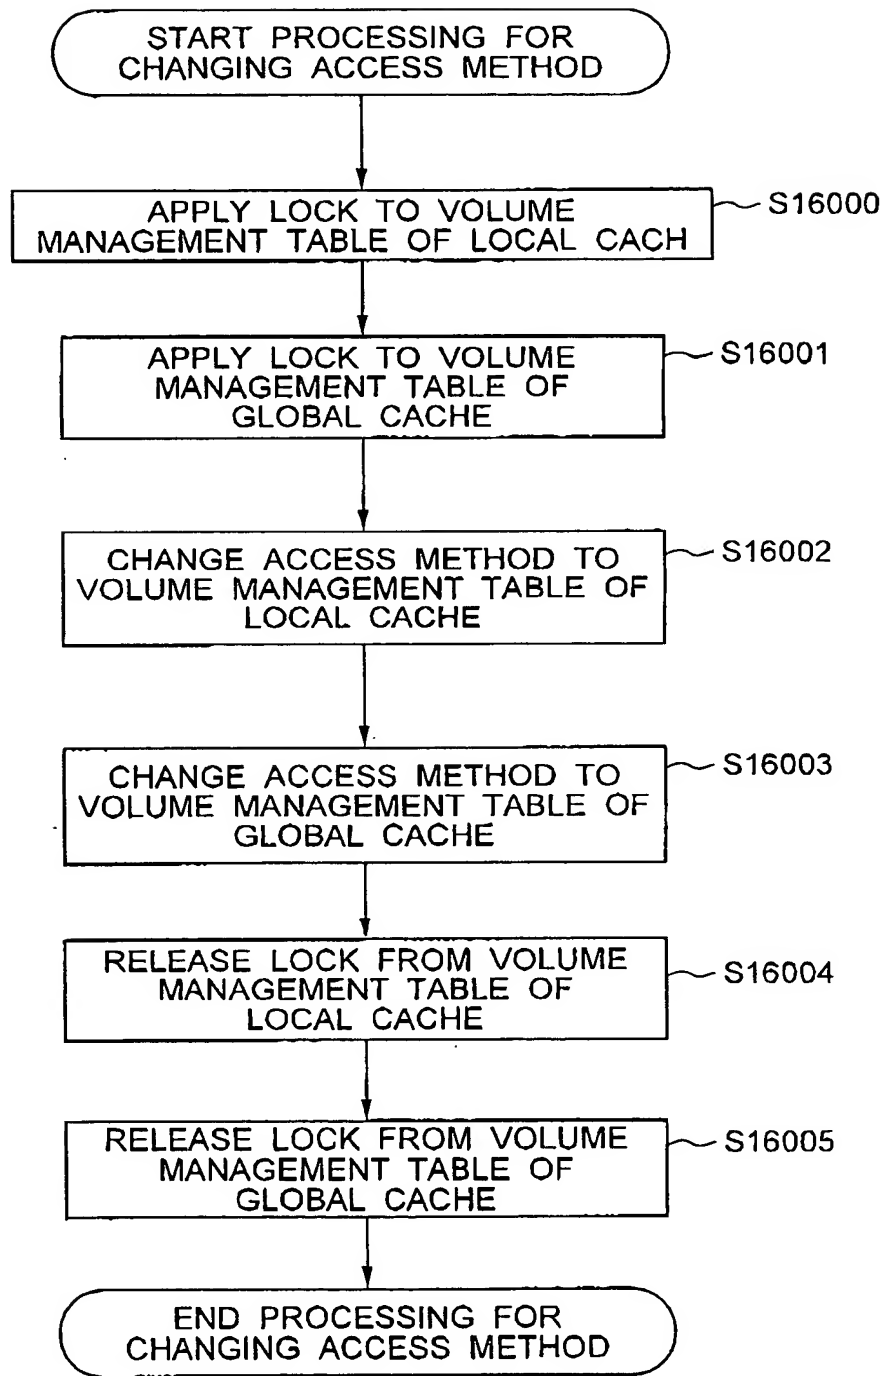 START PROCESSING FOR
CHANGING ACCESS METHOD
S16000
APPLY LOCK TO VOLUME
MANAGEMENT TABLE OF LOCAL CACH
S16001
APPLY LOCK TO VOLUME
MANAGEMENT TABLE OF
GLOBAL CACHE
S16002
CHANGE ACCESS METHOD TO
VOLUME MANAGEMENT TABLE OF
LOCAL CACHE
S16003
CHANGE ACCESS METHOD TO
VOLUME MANAGEMENT TABLE OF
GLOBAL CACHE
S16004
RELEASE LOCK FROM VOLUME
MANAGEMENT TABLE OF
LOCAL CACHE
S16005
RELEASE LOCK FROM VOLUME
MANAGEMENT TABLE OF
GLOBAL CACHE
END PROCESSING FOR
CHANGING ACCESS METHOD